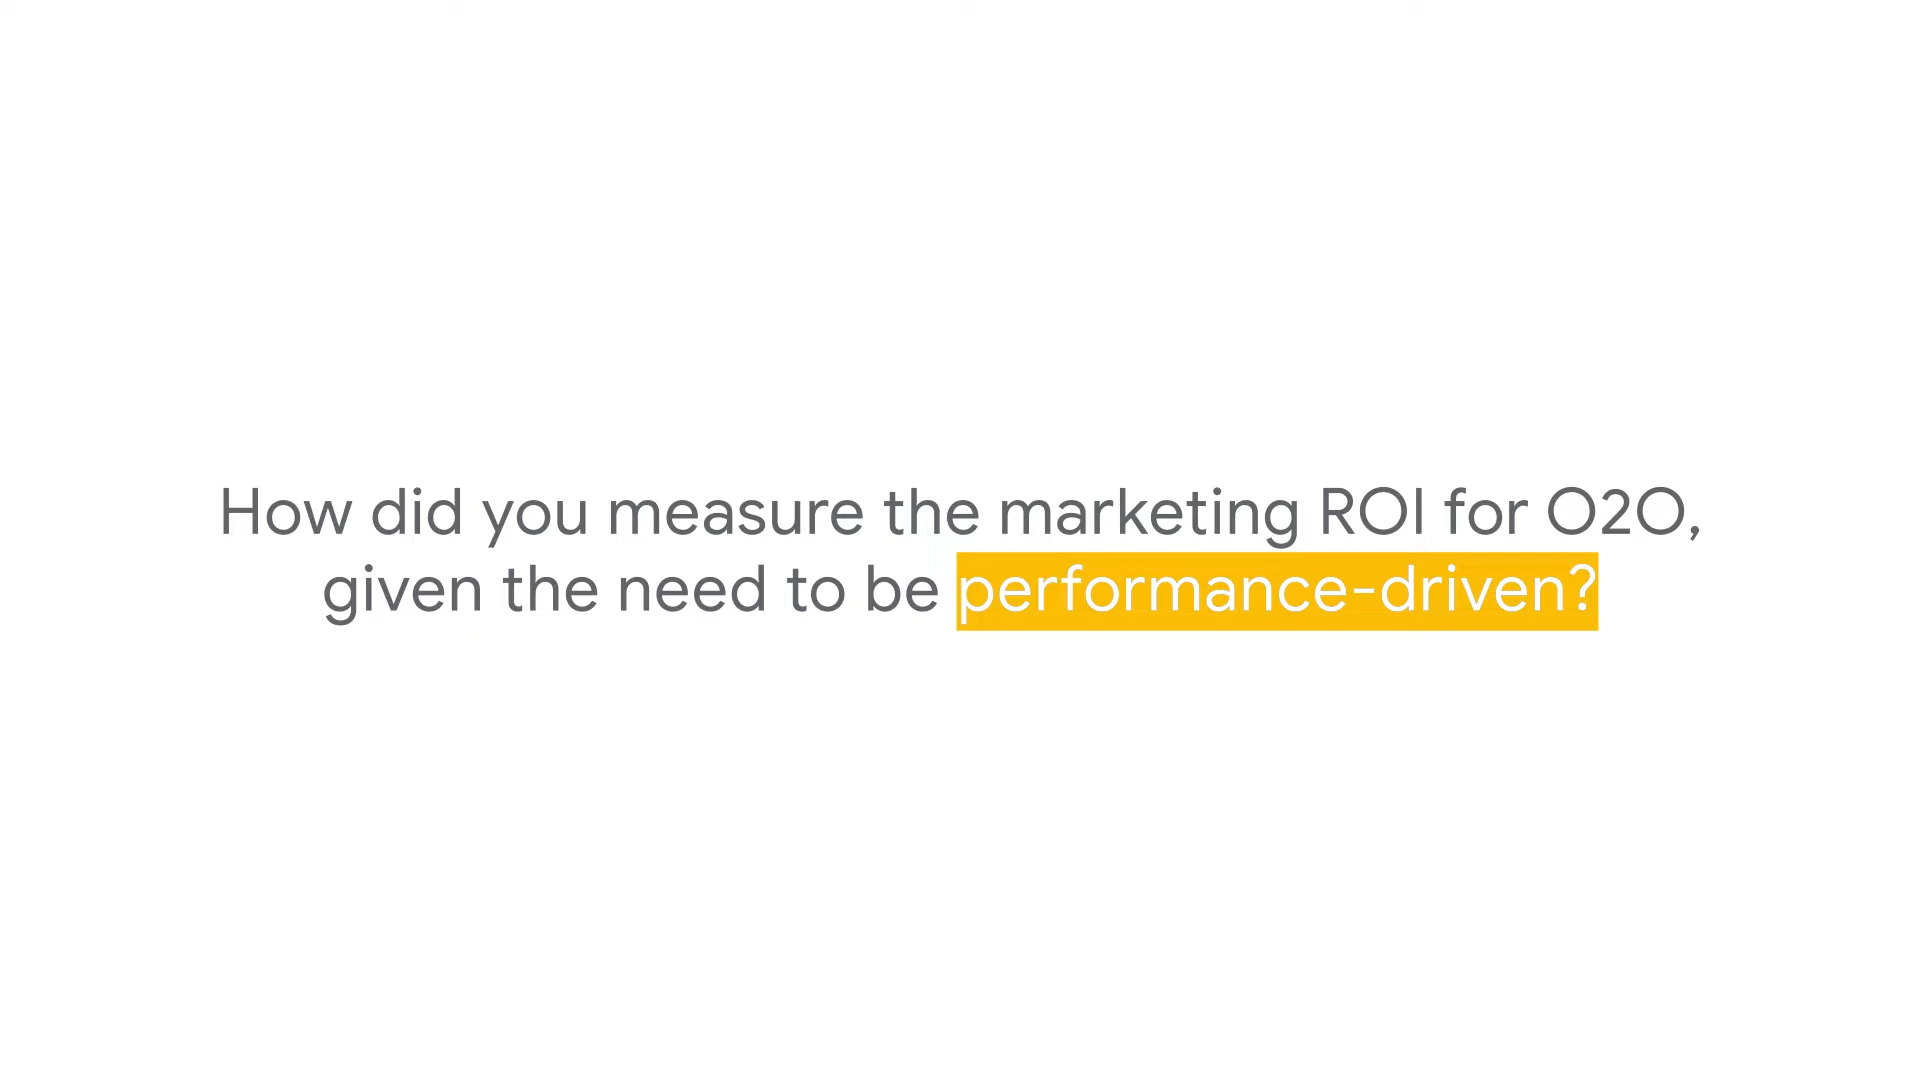 How did you measure the marketing ROI for O2O,
given the need to be performance-driven?